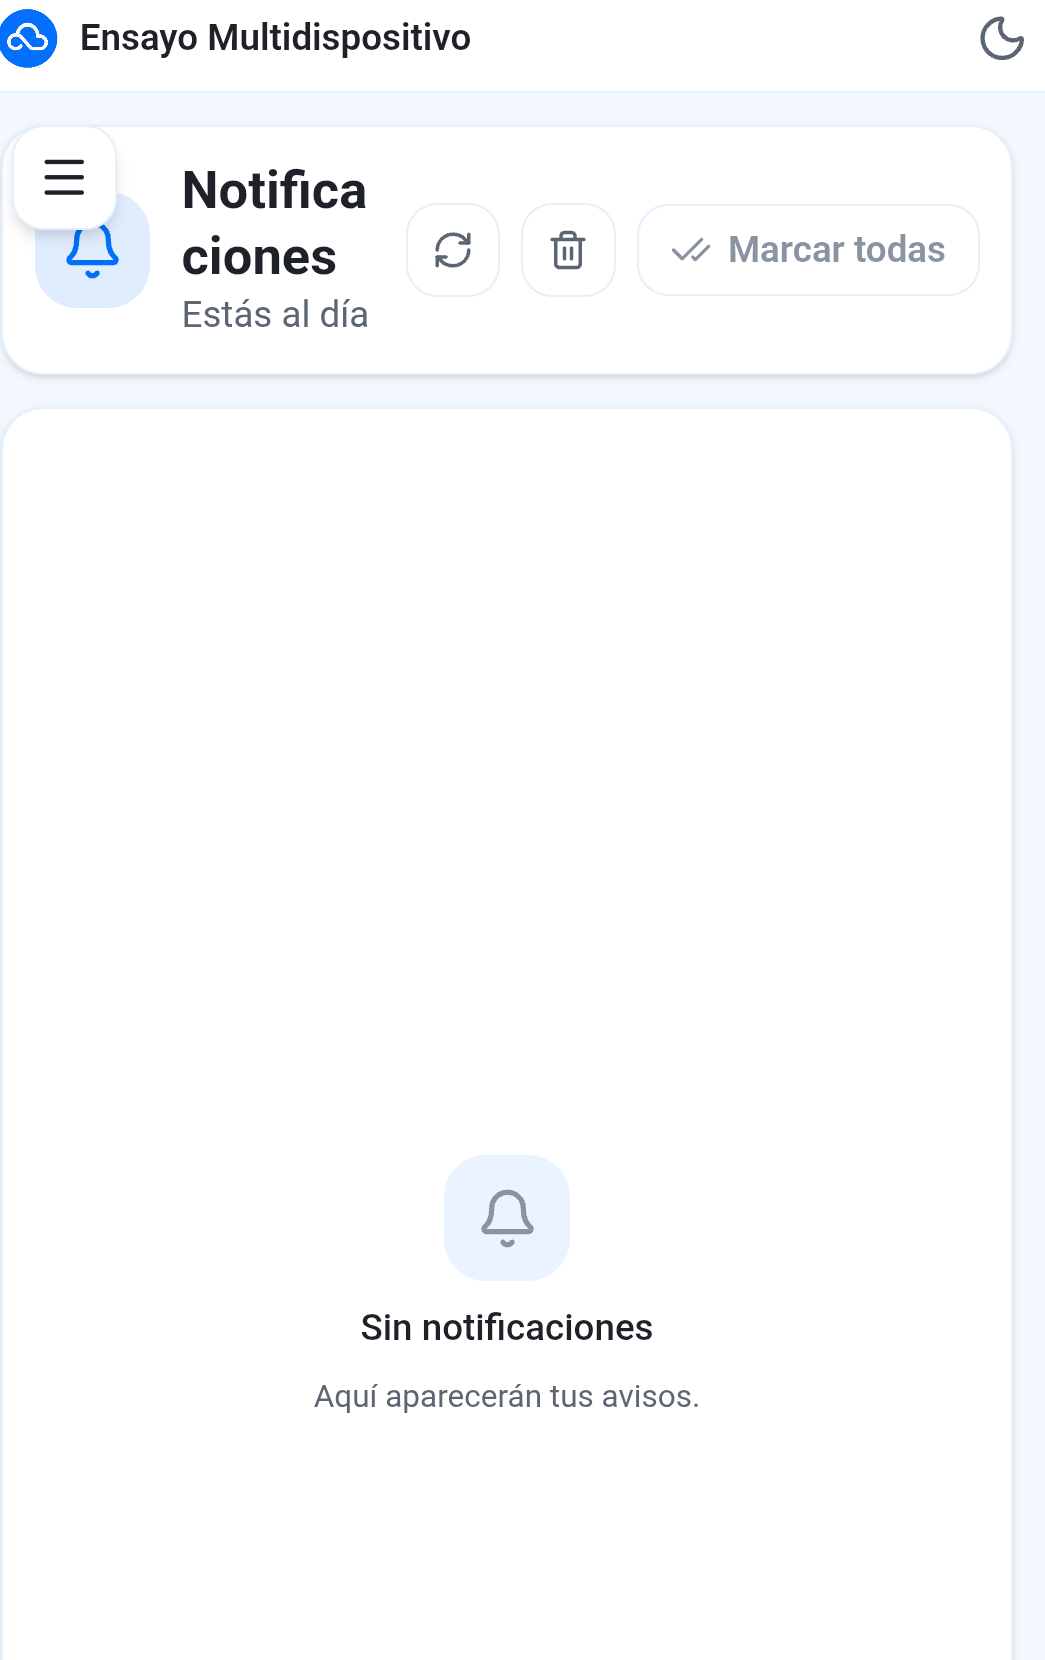 Ensayo Multidispositivo
Notifica
ciones
Estás al día
Marcar todas
Sin notificaciones
Aquí aparecerán tus avisos.